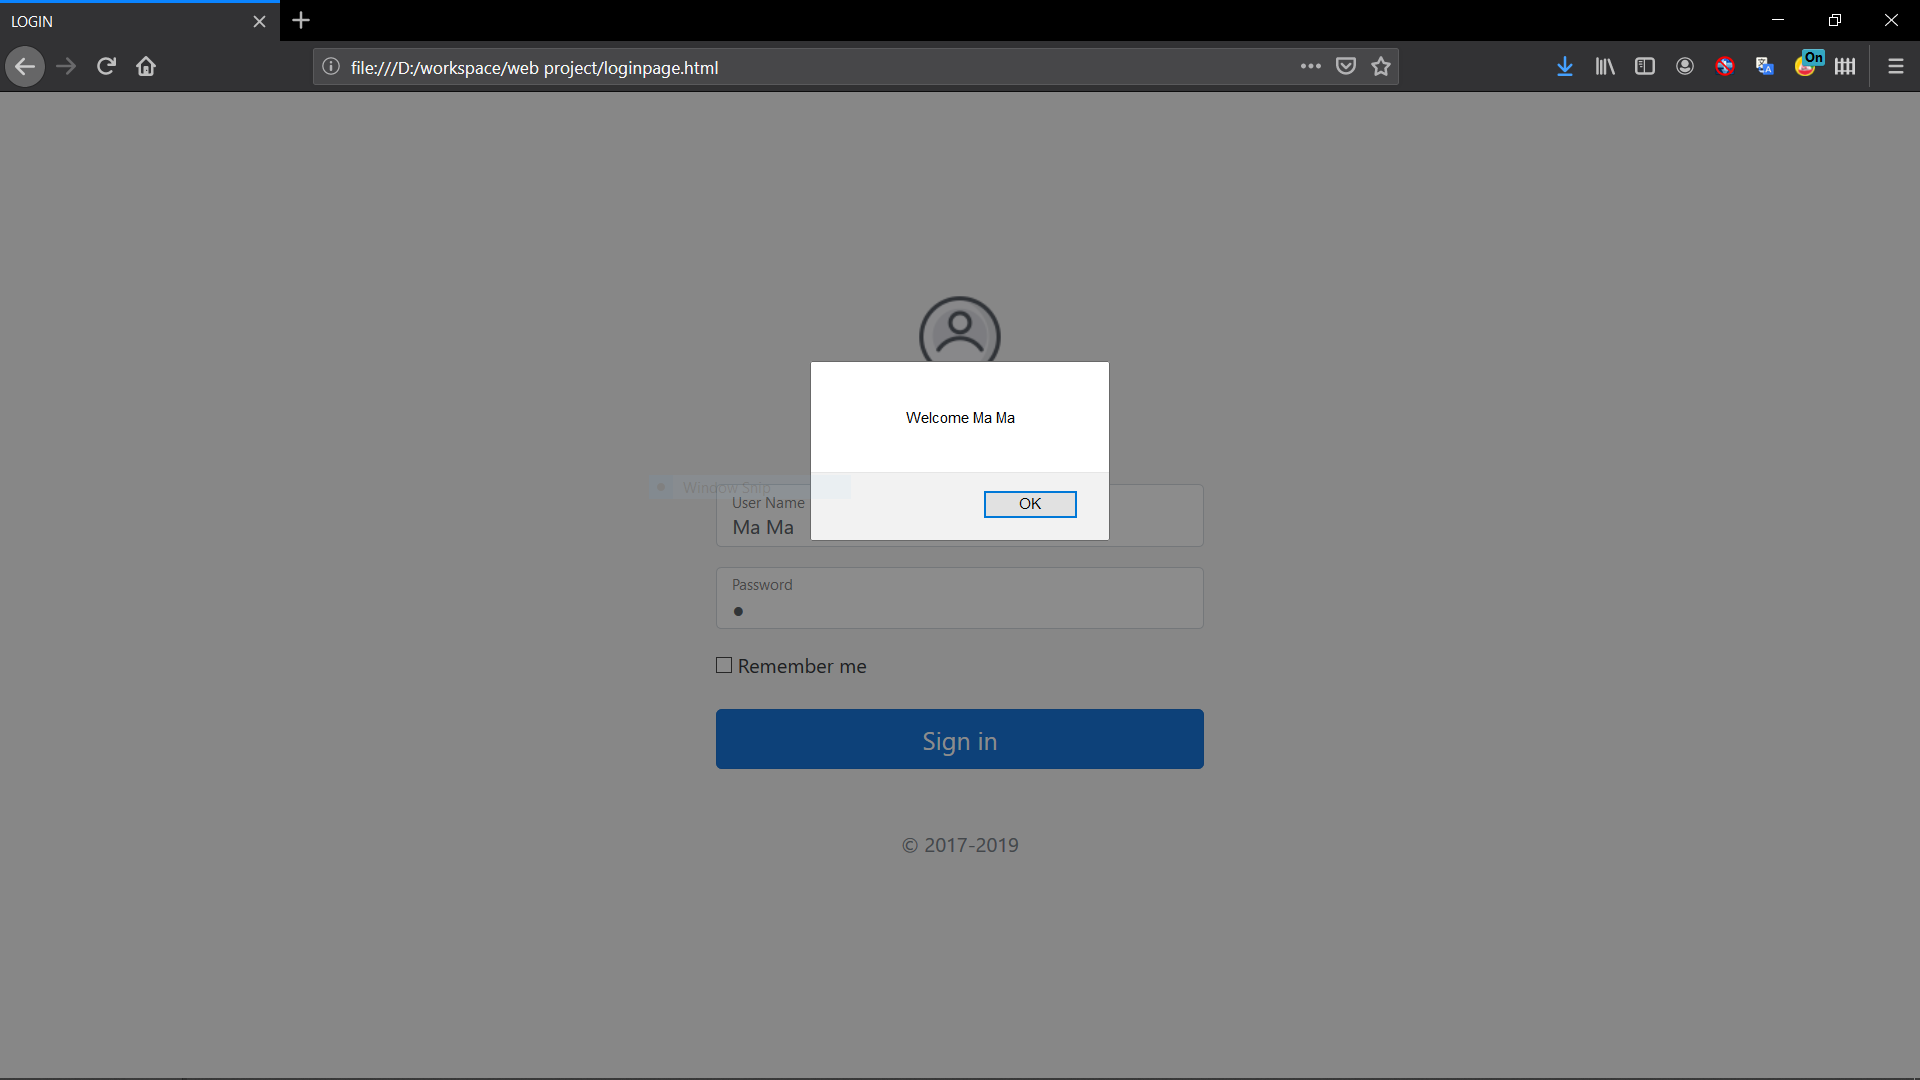 LOGIN
file:///D:/workspace/web project/loginpage.html
On
Welcome Ma Ma
OK
Window Snip
User Name
Ma Ma
Password
Remember me
Sign in
© 2017-2019